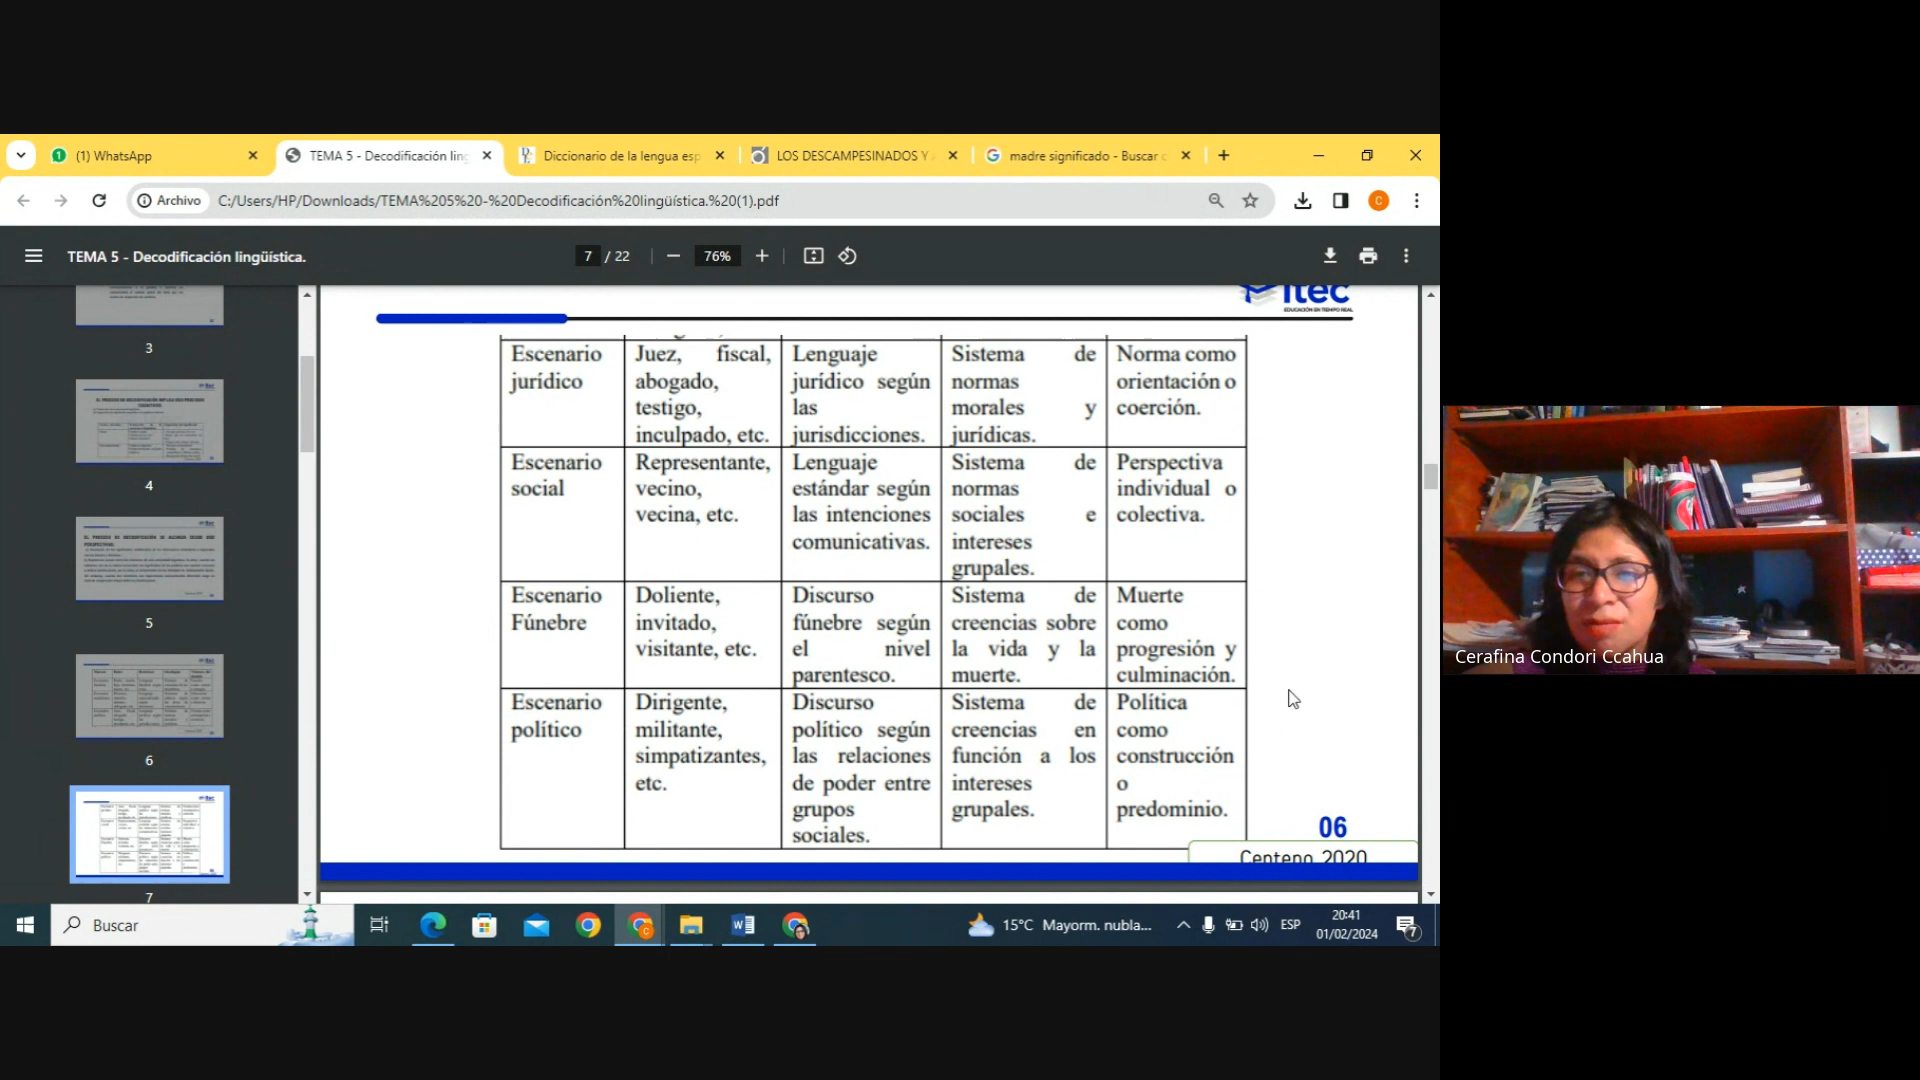 (1) WhatsApp
TEMA 5 - Decodificación ling
Diccionario de la lengua esp
LOS DESCAMPESINADOS Y
madre significado - Buscar
Archivo
C:/Users/HP/Downloads/TEMA%205%20-%20Decodificación%20lingüística.%20(1).pdf
C
TEMA 5 - Decodificación lingüística.
7 / 22
76%
3
4
5
6
7
itec
EDUCACIÓN EN TIEMPO REAL
Escenario jurídico
Juez, fiscal, abogado, testigo, inculpado, etc.
Lenguaje jurídico según las jurisdicciones.
Sistema de normas morales y jurídicas.
Norma como orientación o coerción.
Escenario social
Representante, vecino, vecina, etc.
Lenguaje estándar según las intenciones comunicativas.
Sistema de normas sociales e intereses grupales.
Perspectiva individual o colectiva.
Escenario Fúnebre
Doliente, invitado, visitante, etc.
Discurso fúnebre según el nivel parentesco.
Sistema de creencias sobre la vida y la muerte.
Muerte como progresión y culminación.
Escenario político
Dirigente, militante, simpatizantes, etc.
Discurso político según las relaciones de poder entre grupos sociales.
Sistema de creencias en función a los intereses grupales.
Política como construcción o predominio.
06
Centeno 2020
Buscar
15°C Mayorm. nubla...
ESP
20:41
01/02/2024
7
Cerafina Condori Ccahua